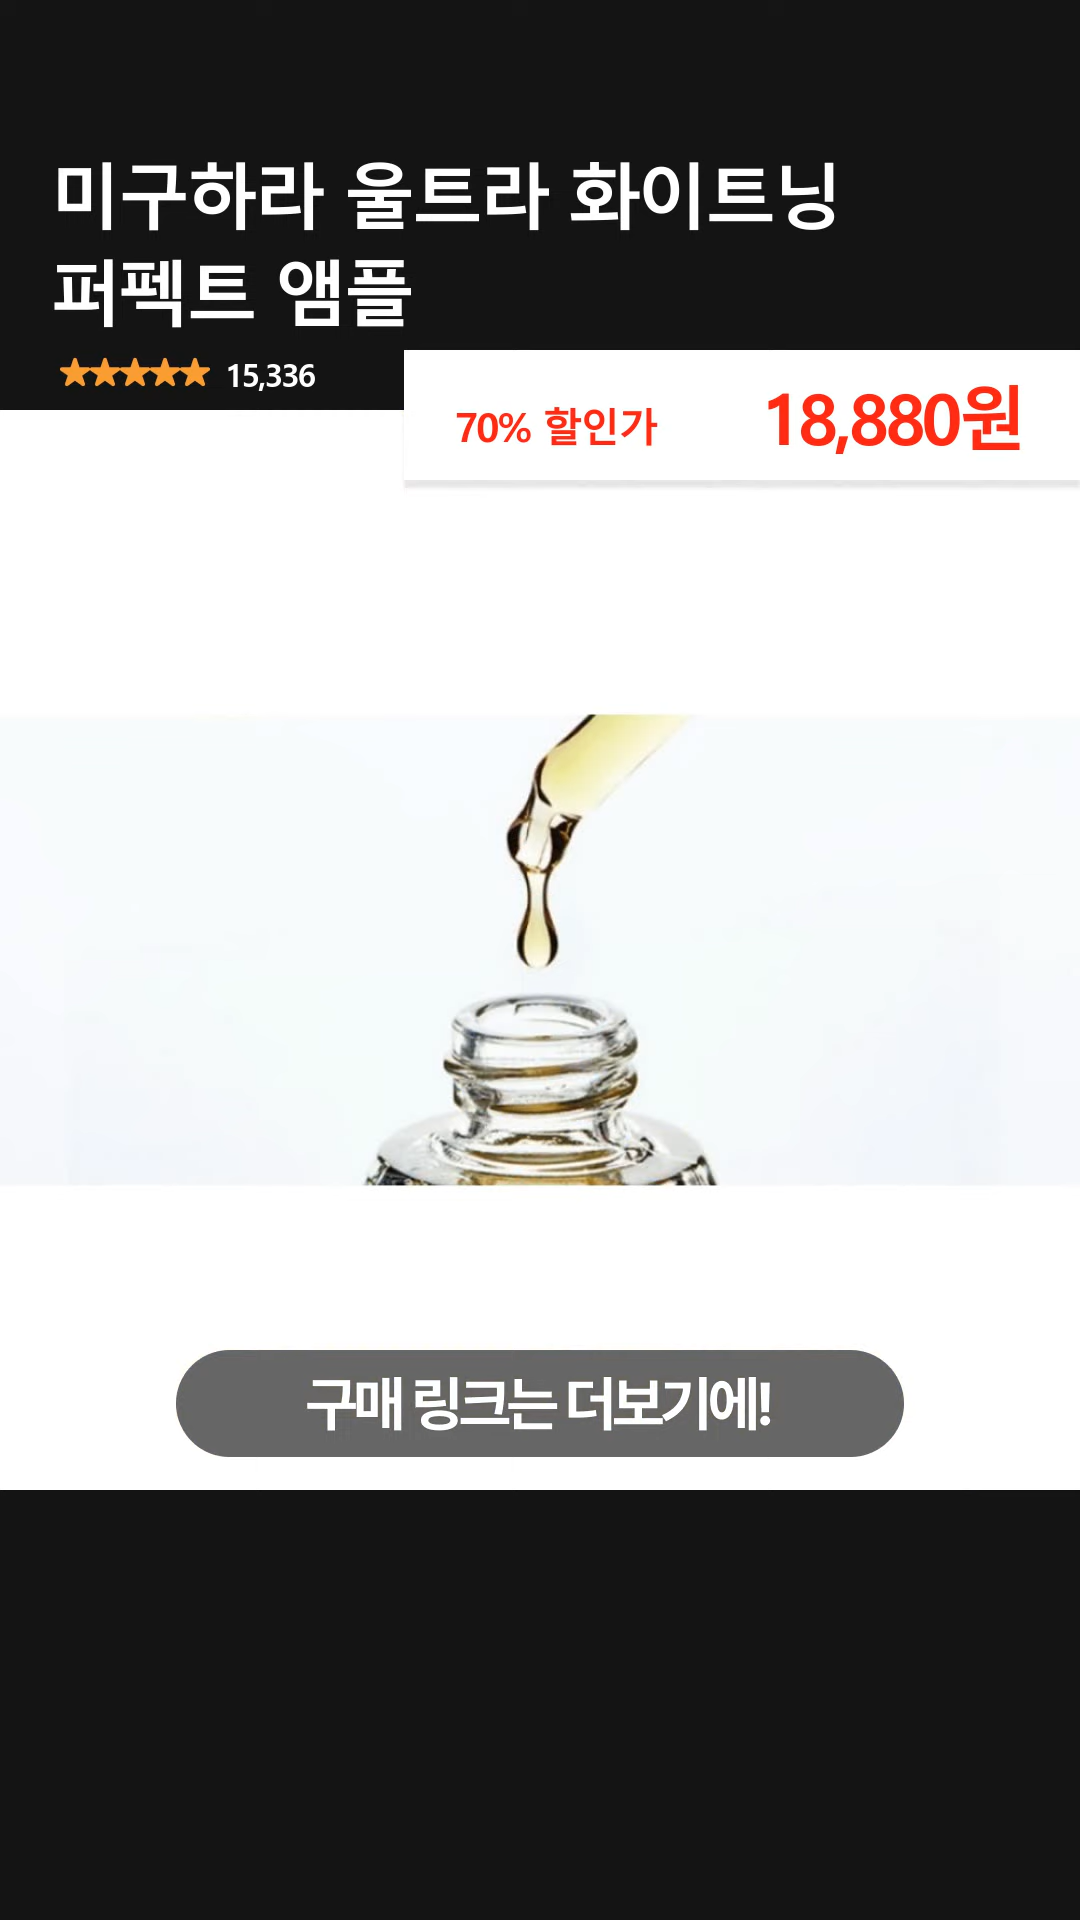 미구하라 울트라 화이트닝
퍼펙트 앰플
15,336
70% 할인가 18,880원
구매 링크는 더보기에!